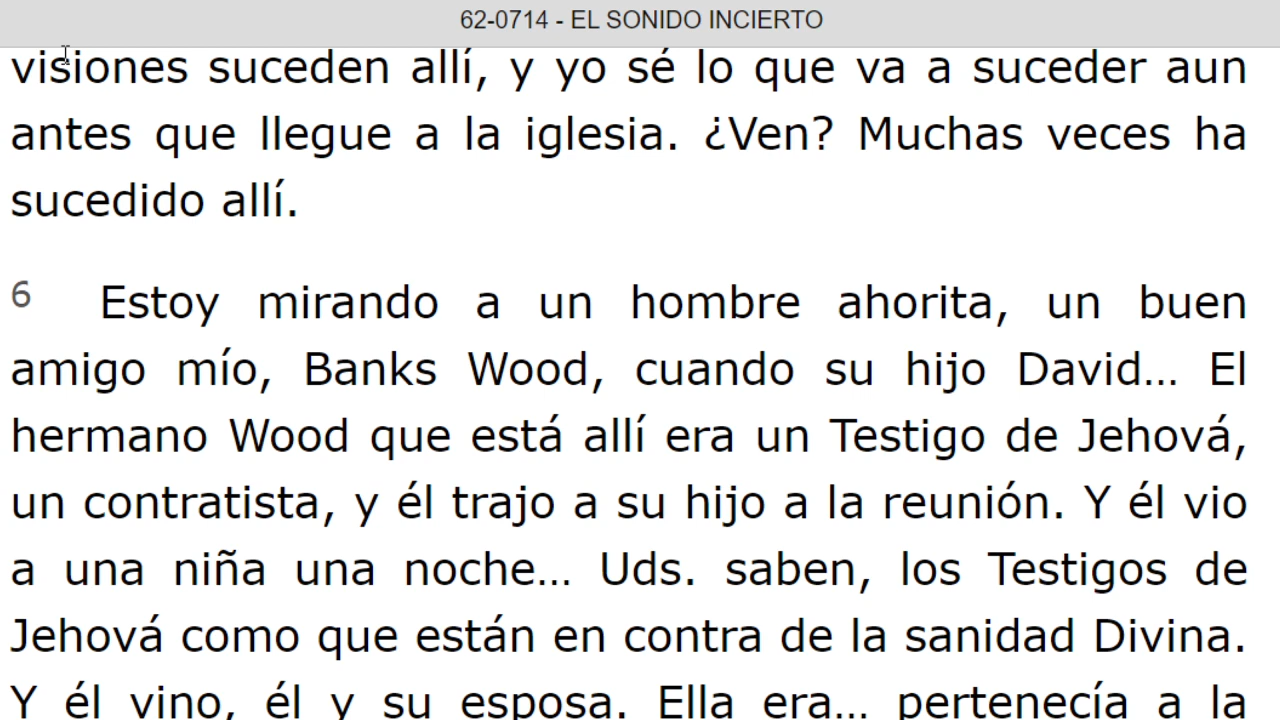 62-0714 - EL SONIDO INCIERTO
visiones suceden allí, y yo sé lo que va a suceder aun
antes que llegue a la iglesia. ¿Ven? Muchas veces ha
sucedido allí.
6 Estoy mirando a un hombre ahorita, un buen
amigo mío, Banks Wood, cuando su hijo David... El
hermano Wood que está allí era un Testigo de Jehová,
un contratista, y él trajo a su hijo a la reunión. Y él vio
a una niña una noche... Uds. saben, los Testigos de
Jehová como que están en contra de la sanidad Divina.
Y él vino, él y su esposa. Ella era... pertenecía a la